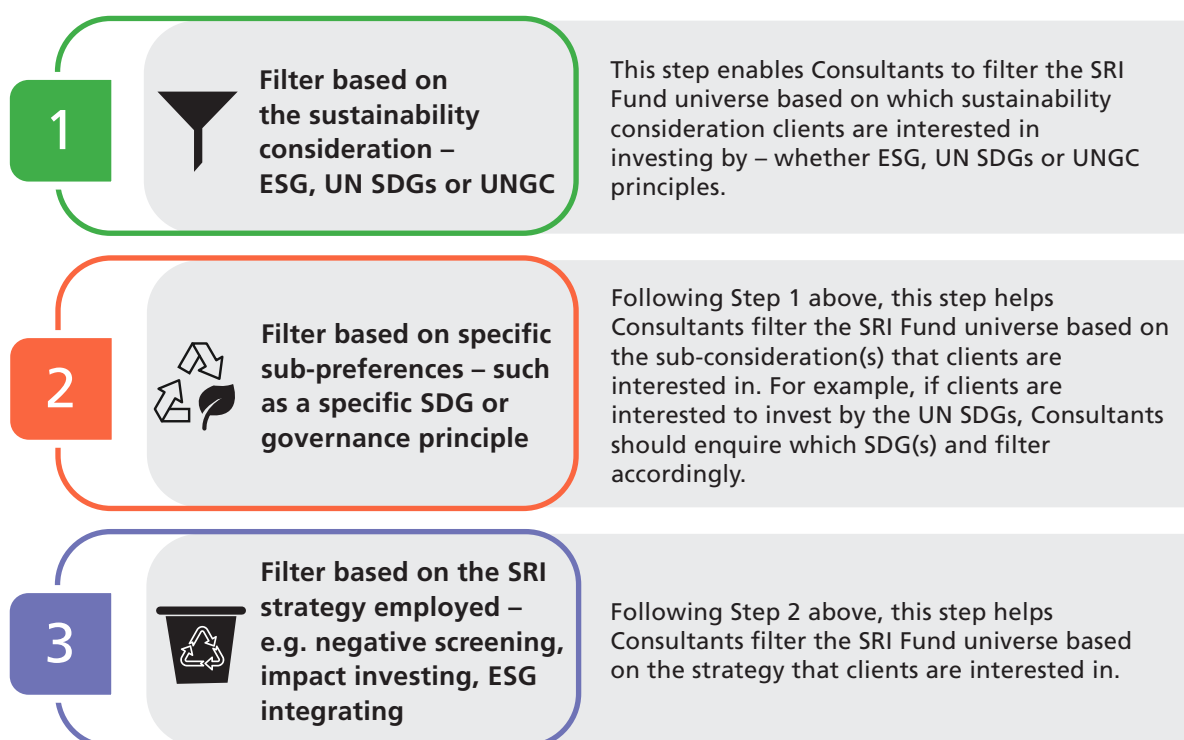 1
Filter based on
the sustainability
consideration –
ESG, UN SDGs or UNGC
This step enables Consultants to filter the SRI
Fund universe based on which sustainability
consideration clients are interested in
investing by – whether ESG, UN SDGs or UNGC
principles.
2
Filter based on specific
sub-preferences – such
as a specific SDG or
governance principle
Following Step 1 above, this step helps
Consultants filter the SRI Fund universe based on
the sub-consideration(s) that clients are
interested in. For example, if clients are
interested to invest by the UN SDGs, Consultants
should enquire which SDG(s) and filter
accordingly.
3
Filter based on the SRI
strategy employed –
e.g. negative screening,
impact investing, ESG
integrating
Following Step 2 above, this step helps
Consultants filter the SRI Fund universe based
on the strategy that clients are interested in.